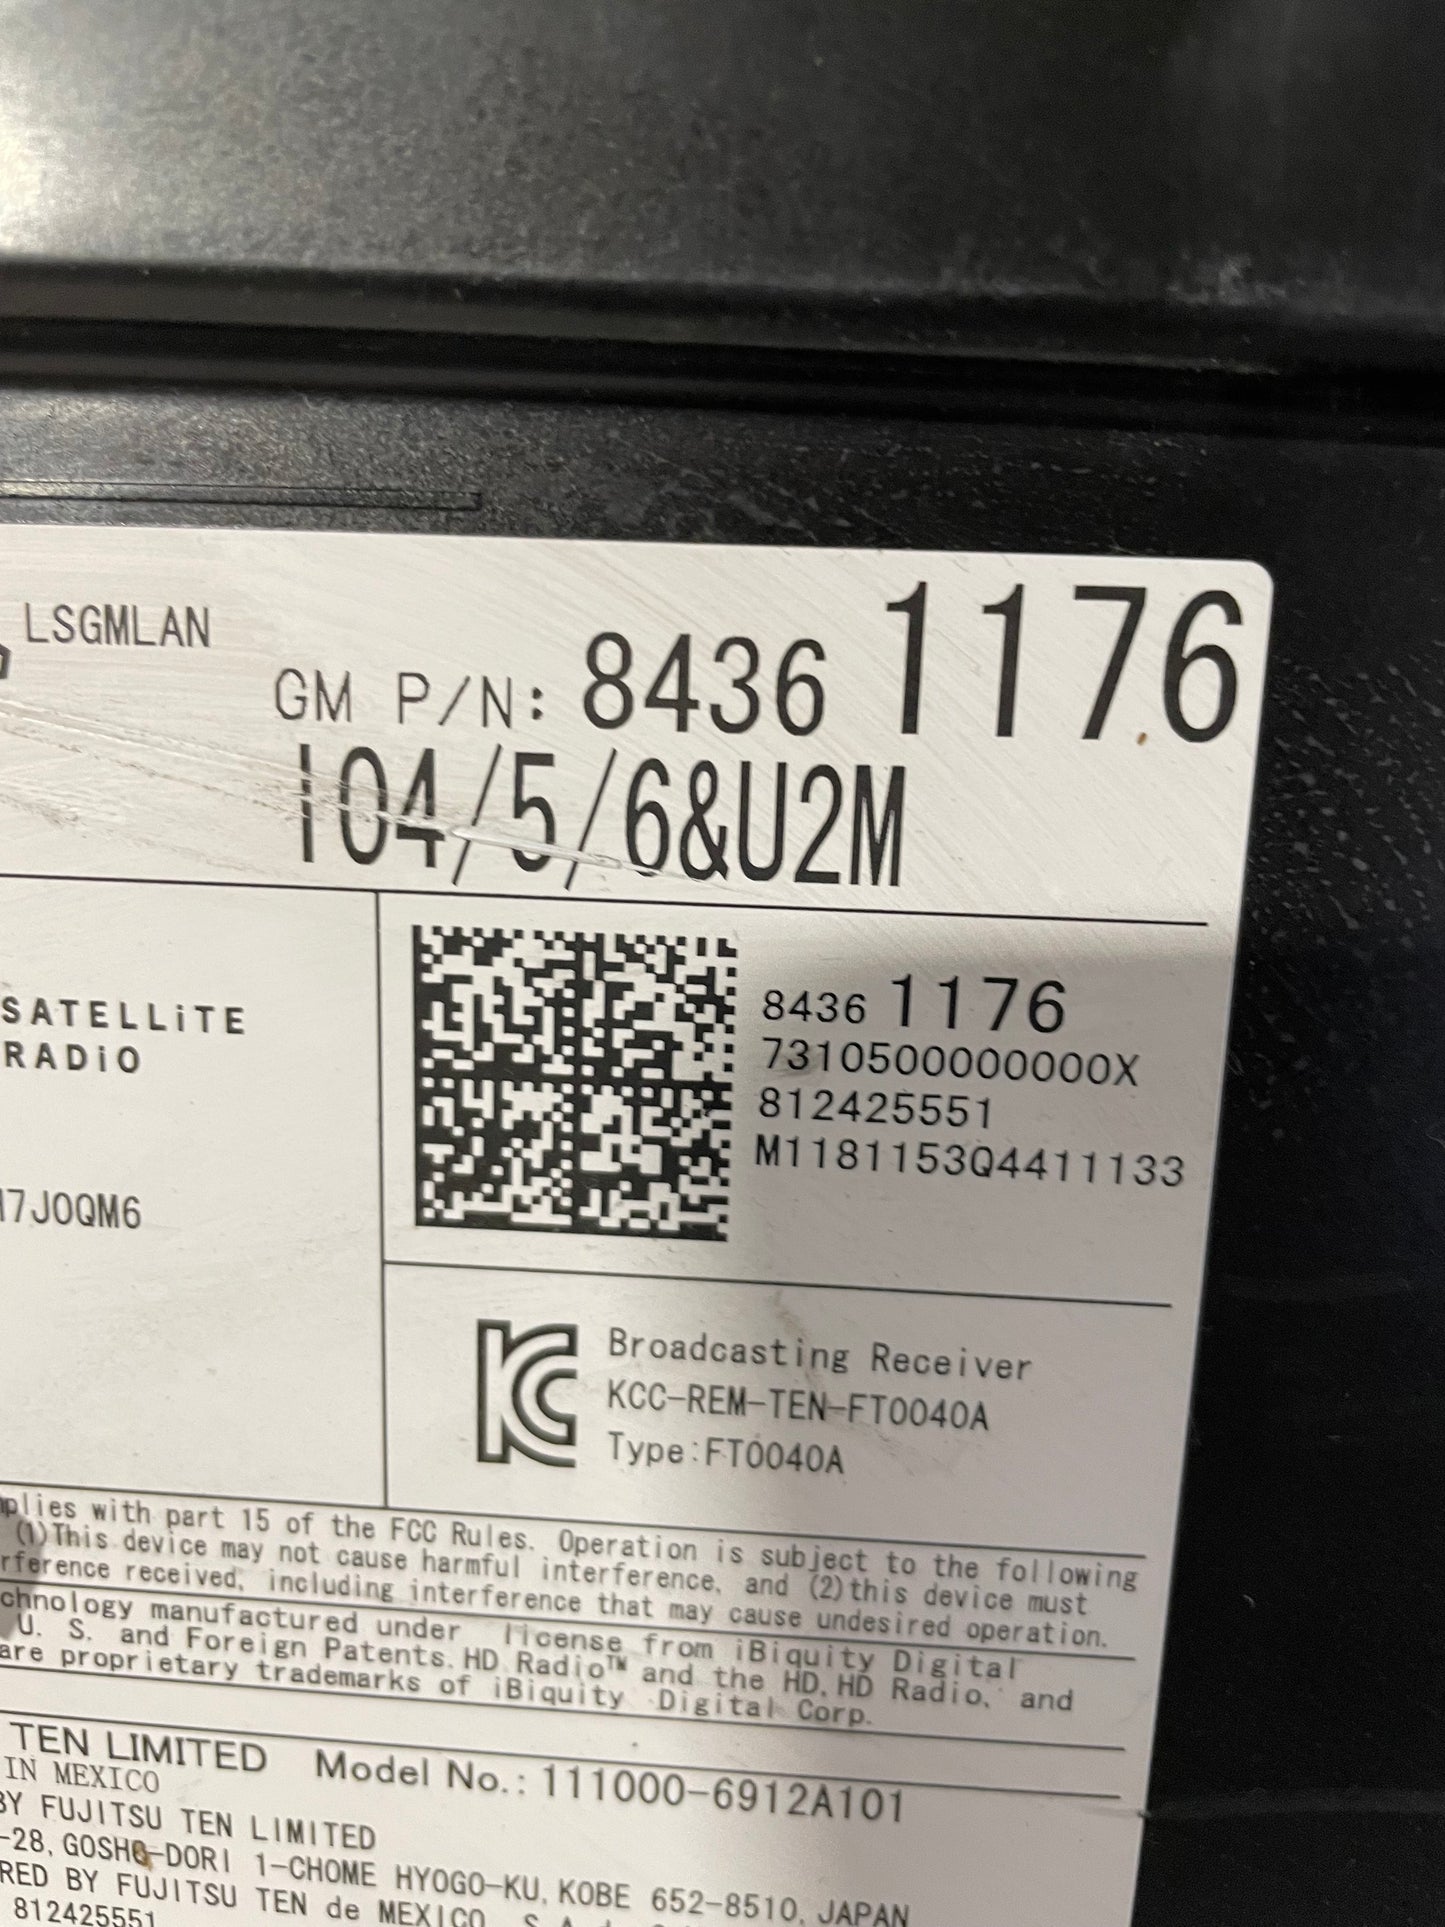 LSGMLAN
GM P/N: 8436 1176
104/5/6&U2M
SATELLiTE
RADiO
8436 1176
7310500000000X
812425551
M1181153Q4411133
17JOQM6
KC
Broadcasting Receiver
KCC-REM-TEN-FT0040A
Type:FT0040A
plies with part 15 of the FCC Rules. Operation is subject to the following
(1)This device may not cause harmful interference, and (2)this device must
rference received, including interference that may cause undesired operation.
chnology manufactured under license from iBiquity Digital
U. S. and Foreign Patents. HD Radio™ and the HD, HD Radio, and
are proprietary trademarks of iBiquity Digital Corp.
TEN LIMITED Model No.: 111000-6912A101
IN MEXICO
BY FUJITSU TEN LIMITED
-28, GOSHO-DORI 1-CHOME HYOGO-KU, KOBE 652-8510, JAPAN
RED BY FUJITSU TEN de MEXICO, S
812425551